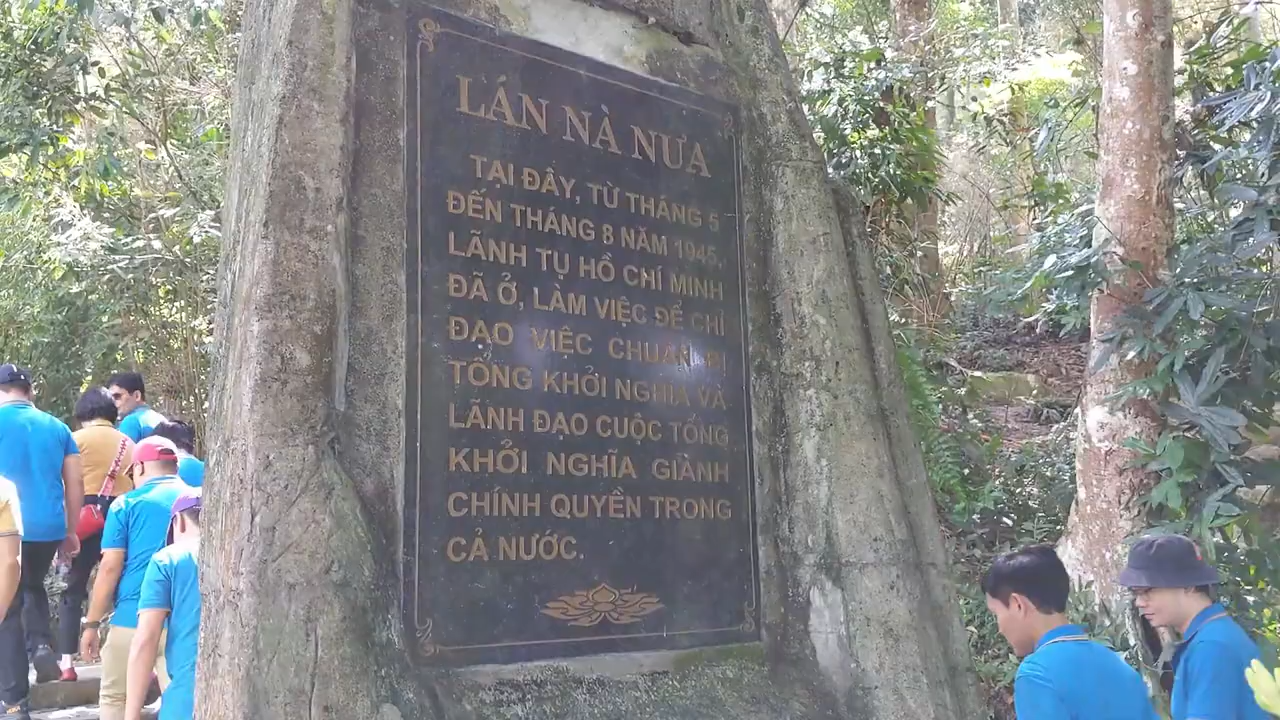 LÁN NÀ NƯA
TẠI ĐÂY, TỪ THÁNG 5
ĐẾN THÁNG 8 NĂM 1945,
LÃNH TỤ HỒ CHÍ MINH
ĐÃ Ở, LÀM VIỆC ĐỂ CHỈ
ĐẠO VIỆC CHUẨN BỊ
TỔNG KHỞI NGHĨA VÀ
LÃNH ĐẠO CUỘC TỔNG
KHỞI NGHĨA GIÀNH
CHÍNH QUYỀN TRONG
CẢ NƯỚC.